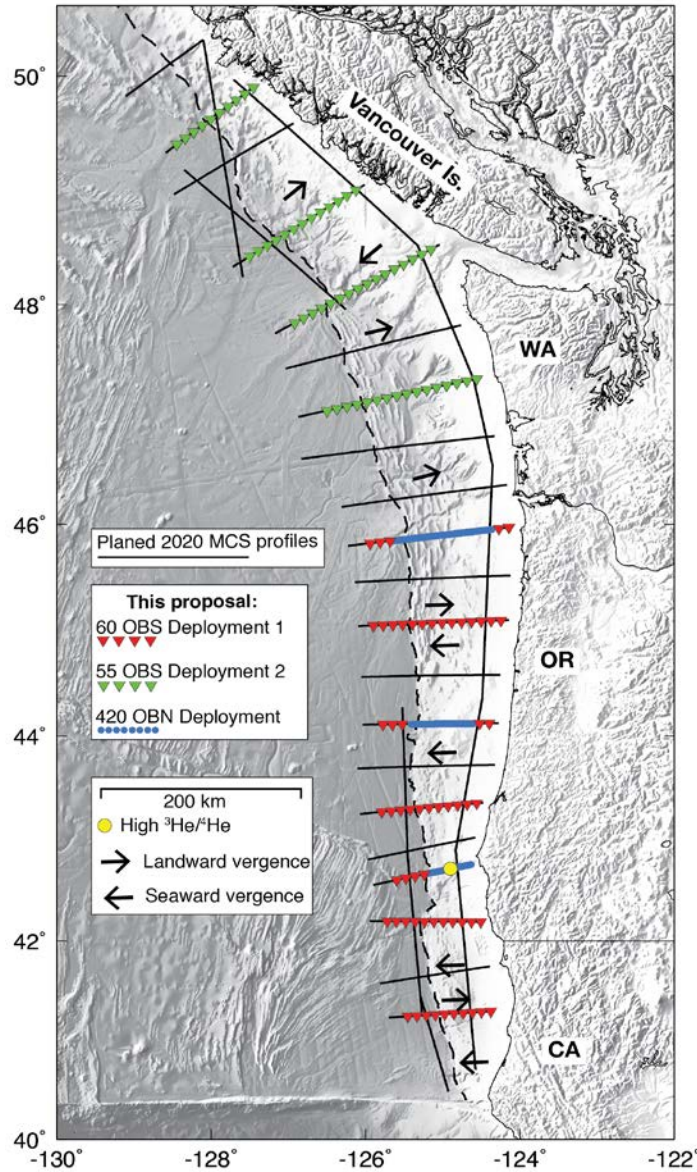 50°
48°
46°
44°
42°
40°
-130°
-128°
-126°
-124°
-122°
Vancouver Is.
WA
OR
CA
Planed 2020 MCS profiles
This proposal:
60 OBS Deployment 1
55 OBS Deployment 2
420 OBN Deployment
200 km
High ³He/⁴He
Landward vergence
Seaward vergence